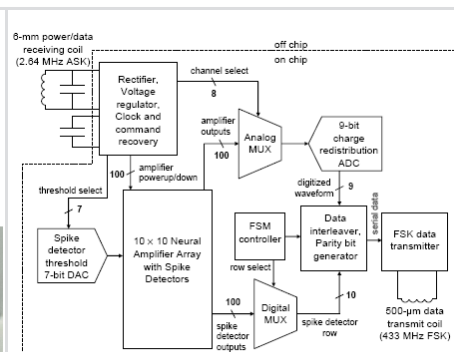 6-mm power/data
receiving coil
(2.64 MHz ASK)
off chip
on chip
Rectifier,
Voltage
regulator,
Clock and
command
recovery
channel select
8
amplifier
outputs
100
Analog
MUX
9-bit
charge
redistribution
ADC
100
amplifier
powerup/down
threshold select
7
digitized
waveform
9
serial data
Spike
detector
threshold
7-bit DAC
10 × 10 Neural
Amplifier Array
with Spike
Detectors
FSM
controller
Data
interleaver,
Parity bit
generator
FSK data
transmitter
row select
10
100
spike
detector
outputs
Digital
MUX
spike detector
row
500-µm data
transmit coil
(433 MHz FSK)